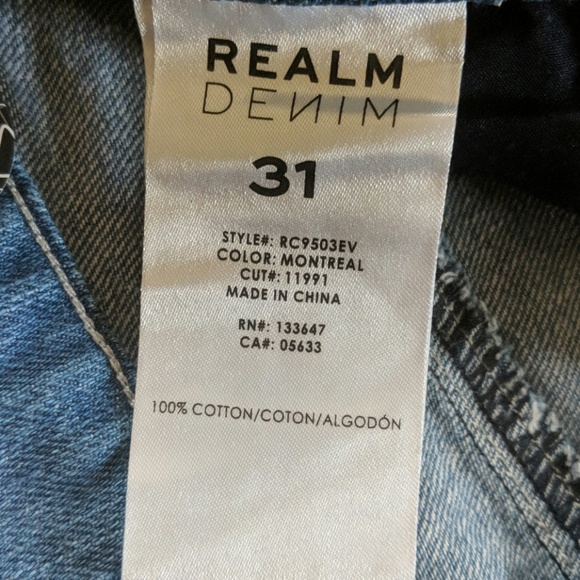 REALM
DEИIM
31
STYLE#: RC9503EV
COLOR: MONTREAL
CUT#: 11991
MADE IN CHINA
RN#: 133647
CA#: 05633
100% COTTON/COTON/ALGODÓN